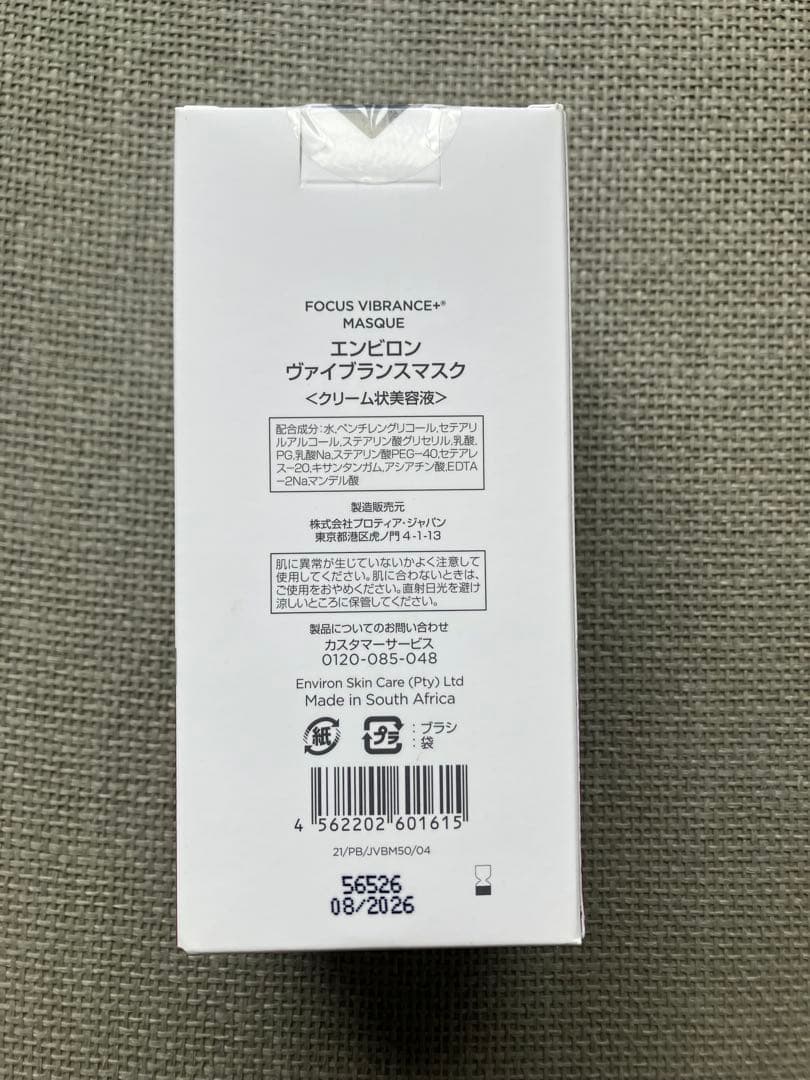 FOCUS VIBRANCE+®
MASQUE
エンビロン
ヴァイブランスマスク
<クリーム状美容液>
配合成分:水,ペンチレングリコール,セテアリ
ルアルコール,ステアリン酸グリセリル,乳酸,
PG,乳酸Na,ステアリン酸PEG-40,セテアレ
ス-20,キサンタンガム,アシアチン酸,EDTA
-2Na,マンデル酸
製造販売元
株式会社プロティア・ジャパン
東京都港区虎ノ門4-1-13
肌に異常が生じていないかよく注意して
使用してください。肌に合わないときは、
ご使用をおやめください。直射日光を避け
涼しいところに保管してください。
製品についてのお問い合わせ
カスタマーサービス
0120-085-048
Environ Skin Care (Pty) Ltd
Made in South Africa
紙 プラ :ブラシ
:袋
4 562202 601615
21/PB/JVBM50/04
56526
08/2026